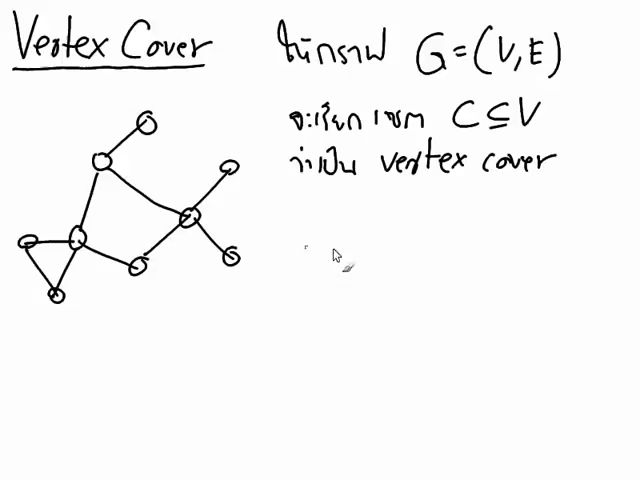 Vertex Cover
ให้กราฟ G=(V,E)
จะเรียก เซต C⊆V
ว่าเป็น vertex cover